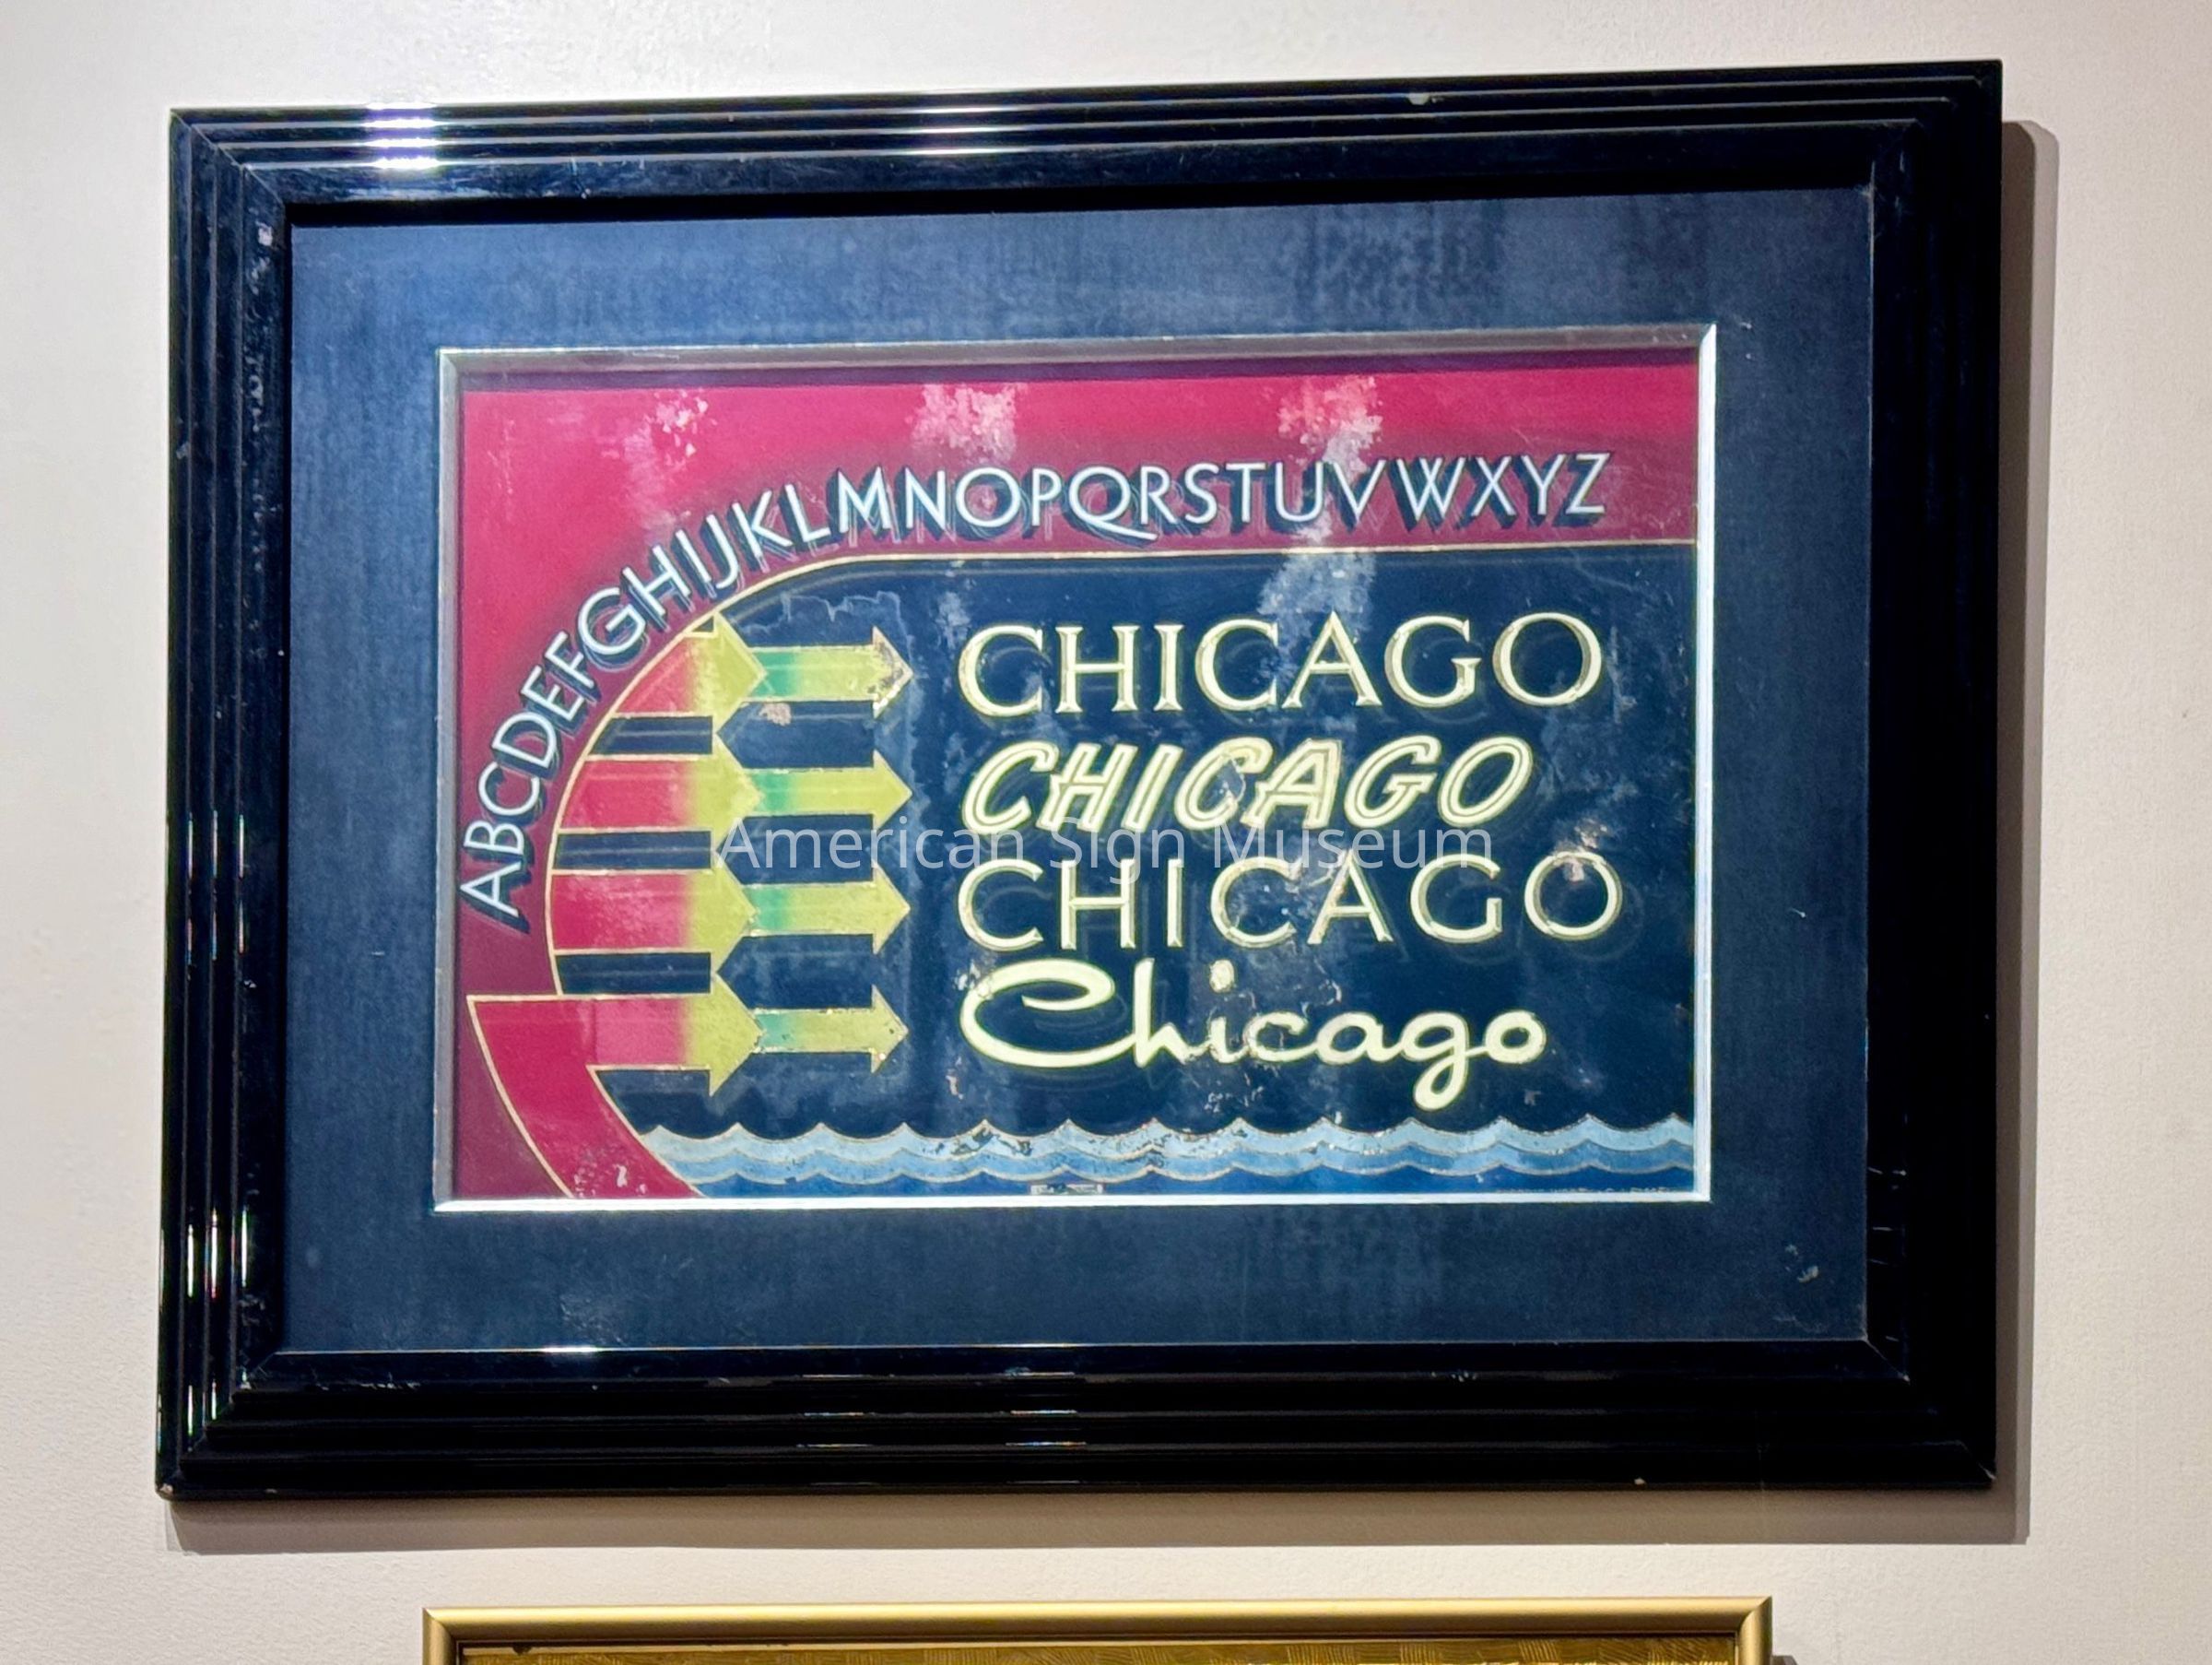 ABCDEFGHIJKLMNOPQRSTUVWXYZ
CHICAGO
CHICAGO
American Sign Museum
CHICAGO
Chicago